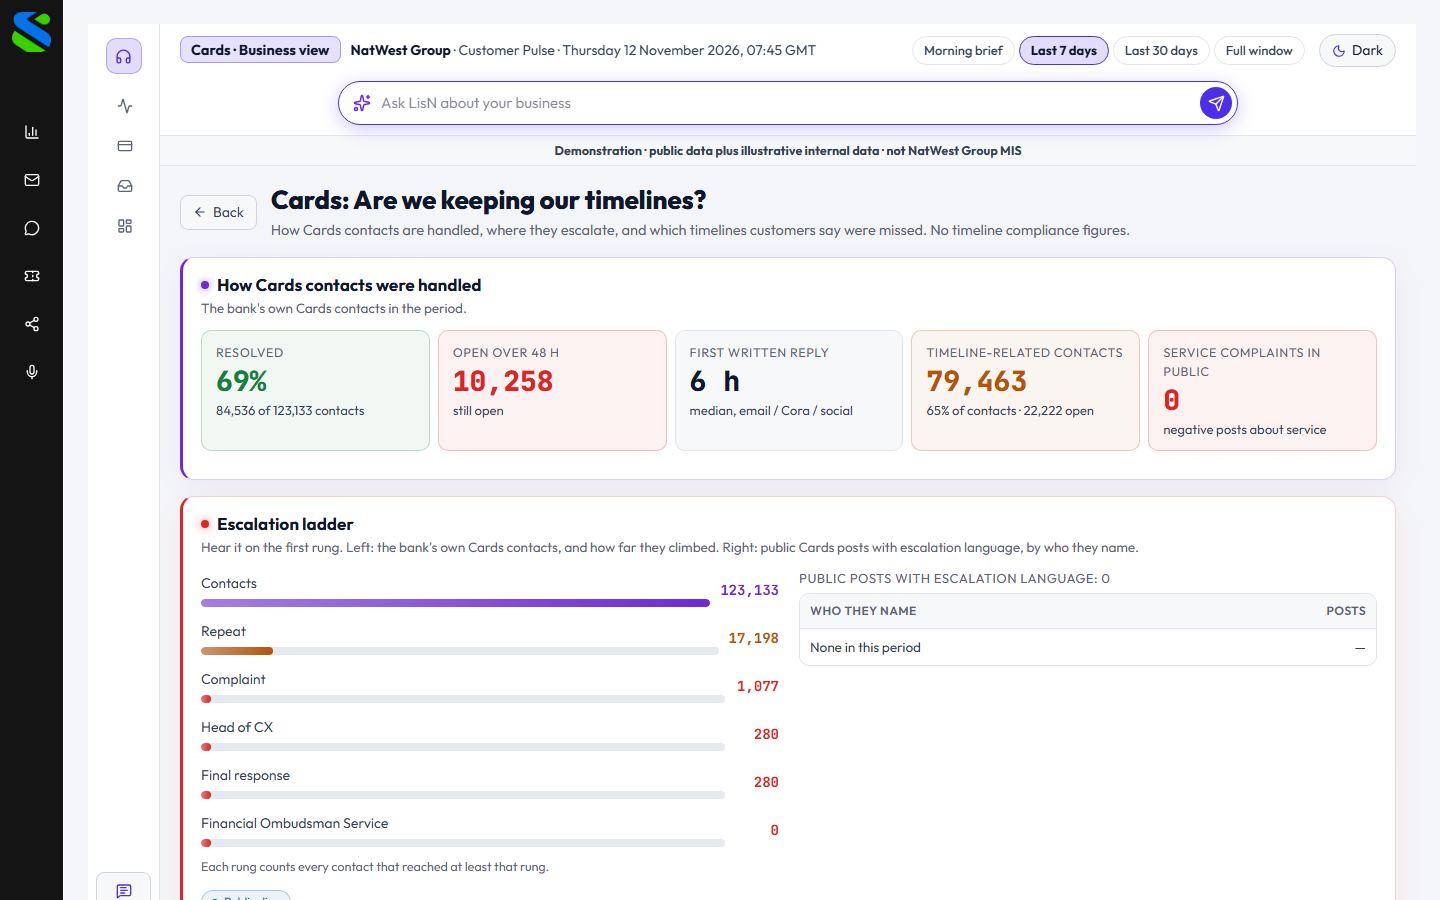 Cards · Business view
NatWest Group · Customer Pulse · Thursday 12 November 2026, 07:45 GMT
Morning brief
Last 7 days
Last 30 days
Full window
Dark
Ask LisN about your business
Demonstration · public data plus illustrative internal data · not NatWest Group MIS
Back
Cards: Are we keeping our timelines?
How Cards contacts are handled, where they escalate, and which timelines customers say were missed. No timeline compliance figures.
How Cards contacts were handled
The bank's own Cards contacts in the period.
RESOLVED
69%
84,536 of 123,133 contacts
OPEN OVER 48 H
10,258
still open
FIRST WRITTEN REPLY
6 h
median, email / Cora / social
TIMELINE-RELATED CONTACTS
79,463
65% of contacts · 22,222 open
SERVICE COMPLAINTS IN
PUBLIC
0
negative posts about service
Escalation ladder
Hear it on the first rung. Left: the bank's own Cards contacts, and how far they climbed. Right: public Cards posts with escalation language, by who they name.
Contacts
123,133
Repeat
17,198
Complaint
1,077
Head of CX
280
Final response
280
Financial Ombudsman Service
0
Each rung counts every contact that reached at least that rung.
PUBLIC POSTS WITH ESCALATION LANGUAGE: 0
WHO THEY NAME
POSTS
None in this period
—